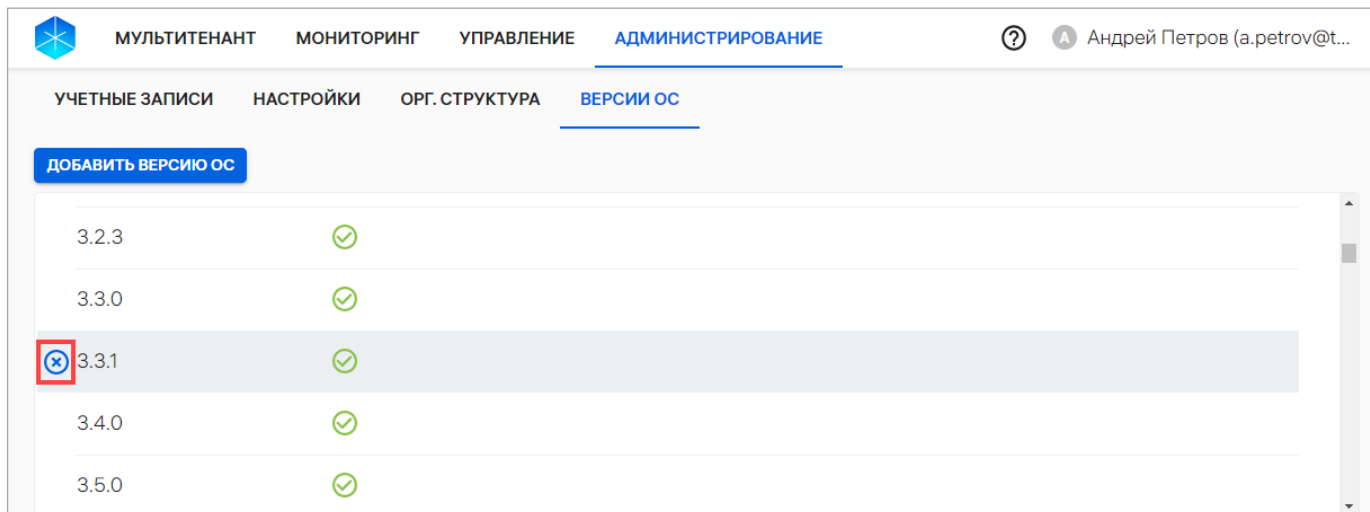 МУЛЬТИТЕНАНТ МОНИТОРИНГ УПРАВЛЕНИЕ АДМИНИСТРИРОВАНИЕ ? А Андрей Петров (a.petrov@t...
УЧЕТНЫЕ ЗАПИСИ НАСТРОЙКИ ОРГ. СТРУКТУРА ВЕРСИИ ОС
ДОБАВИТЬ ВЕРСИЮ ОС
3.2.3
3.3.0
3.3.1
3.4.0
3.5.0